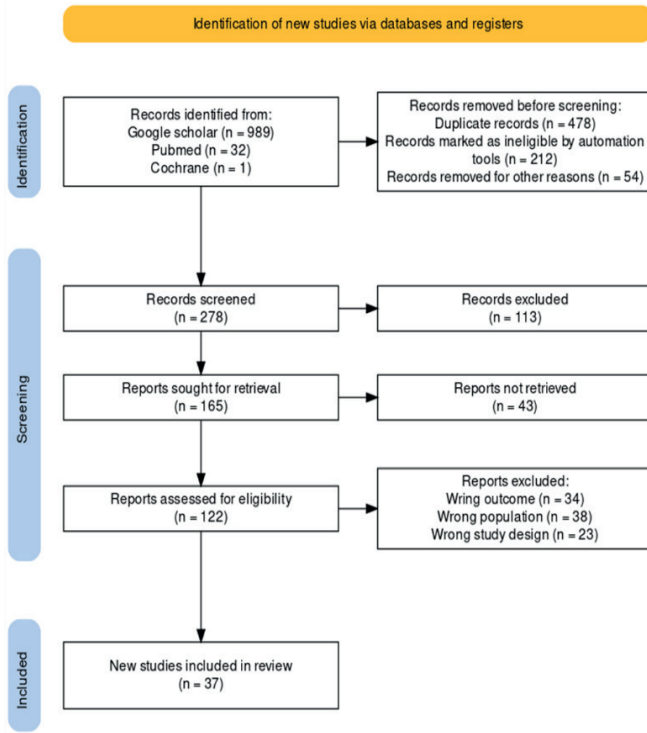 Identification of new studies via databases and registers
Identification
Records identified from:
Google scholar (n = 989)
Pubmed (n = 32)
Cochrane (n = 1)
Records removed before screening:
Duplicate records (n = 478)
Records marked as ineligible by automation
tools (n = 212)
Records removed for other reasons (n = 54)
Screening
Records screened
(n = 278)
Records excluded
(n = 113)
Reports sought for retrieval
(n = 165)
Reports not retrieved
(n = 43)
Reports assessed for eligibility
(n = 122)
Reports excluded:
Wring outcome (n = 34)
Wrong population (n = 38)
Wrong study design (n = 23)
Included
New studies included in review
(n = 37)